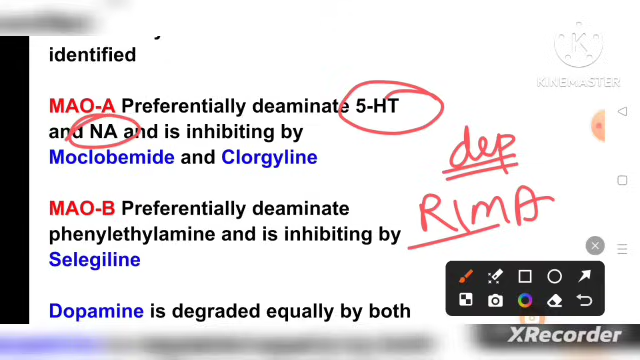 identified
MAO-A Preferentially deaminate 5-HT
and NA and is inhibiting by
Moclobemide and Clorgyline
MAO-B Preferentially deaminate
phenylethylamine and is inhibiting by
Selegiline
Dopamine is degraded equally by both
dep
RIMA
KINEMASTER
XRecorder